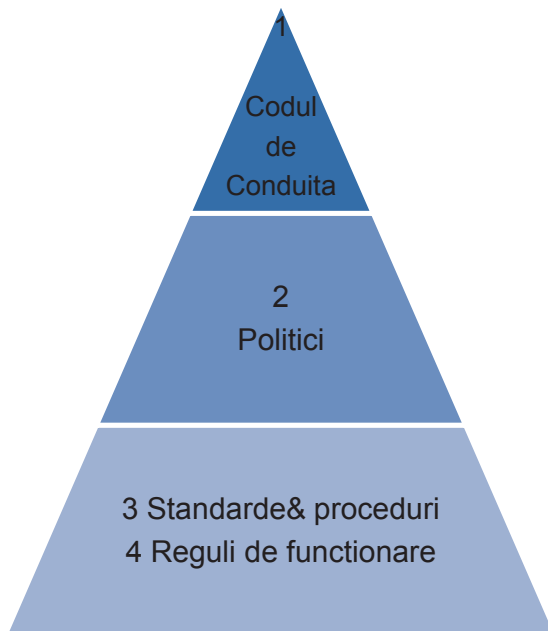 1
Codul
de
Conduita
2
Politici
3 Standarde& proceduri
4 Reguli de functionare